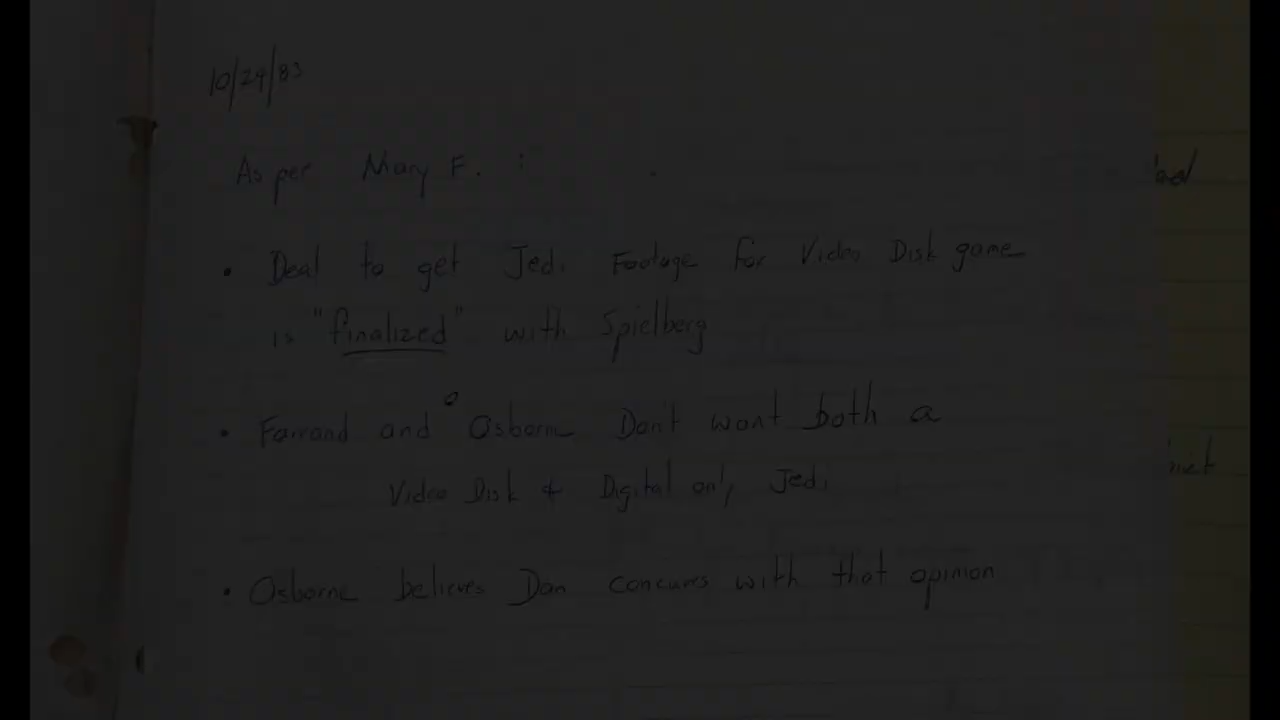 10/24/83
As per Mary F. :
• Deal to get Jedi Footage for Video Disk game
is "finalized" with Spielberg
• Farrand and Osborne Don't want both a
Video Disk & Digital only Jedi
• Osborne believes Dan concurs with that opinion